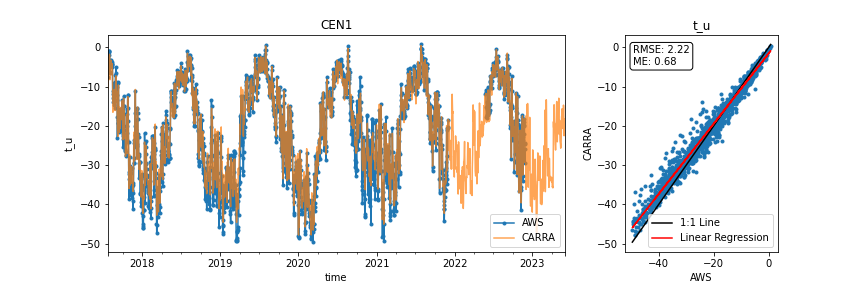 CEN1
t_u
0
−10
−20
−30
−40
−50
t_u
2018
2019
2020
2021
2022
2023
time
AWS
CARRA
t_u
RMSE: 2.22
ME: 0.68
0
−10
−20
−30
−40
−50
CARRA
−40
−20
0
AWS
1:1 Line
Linear Regression